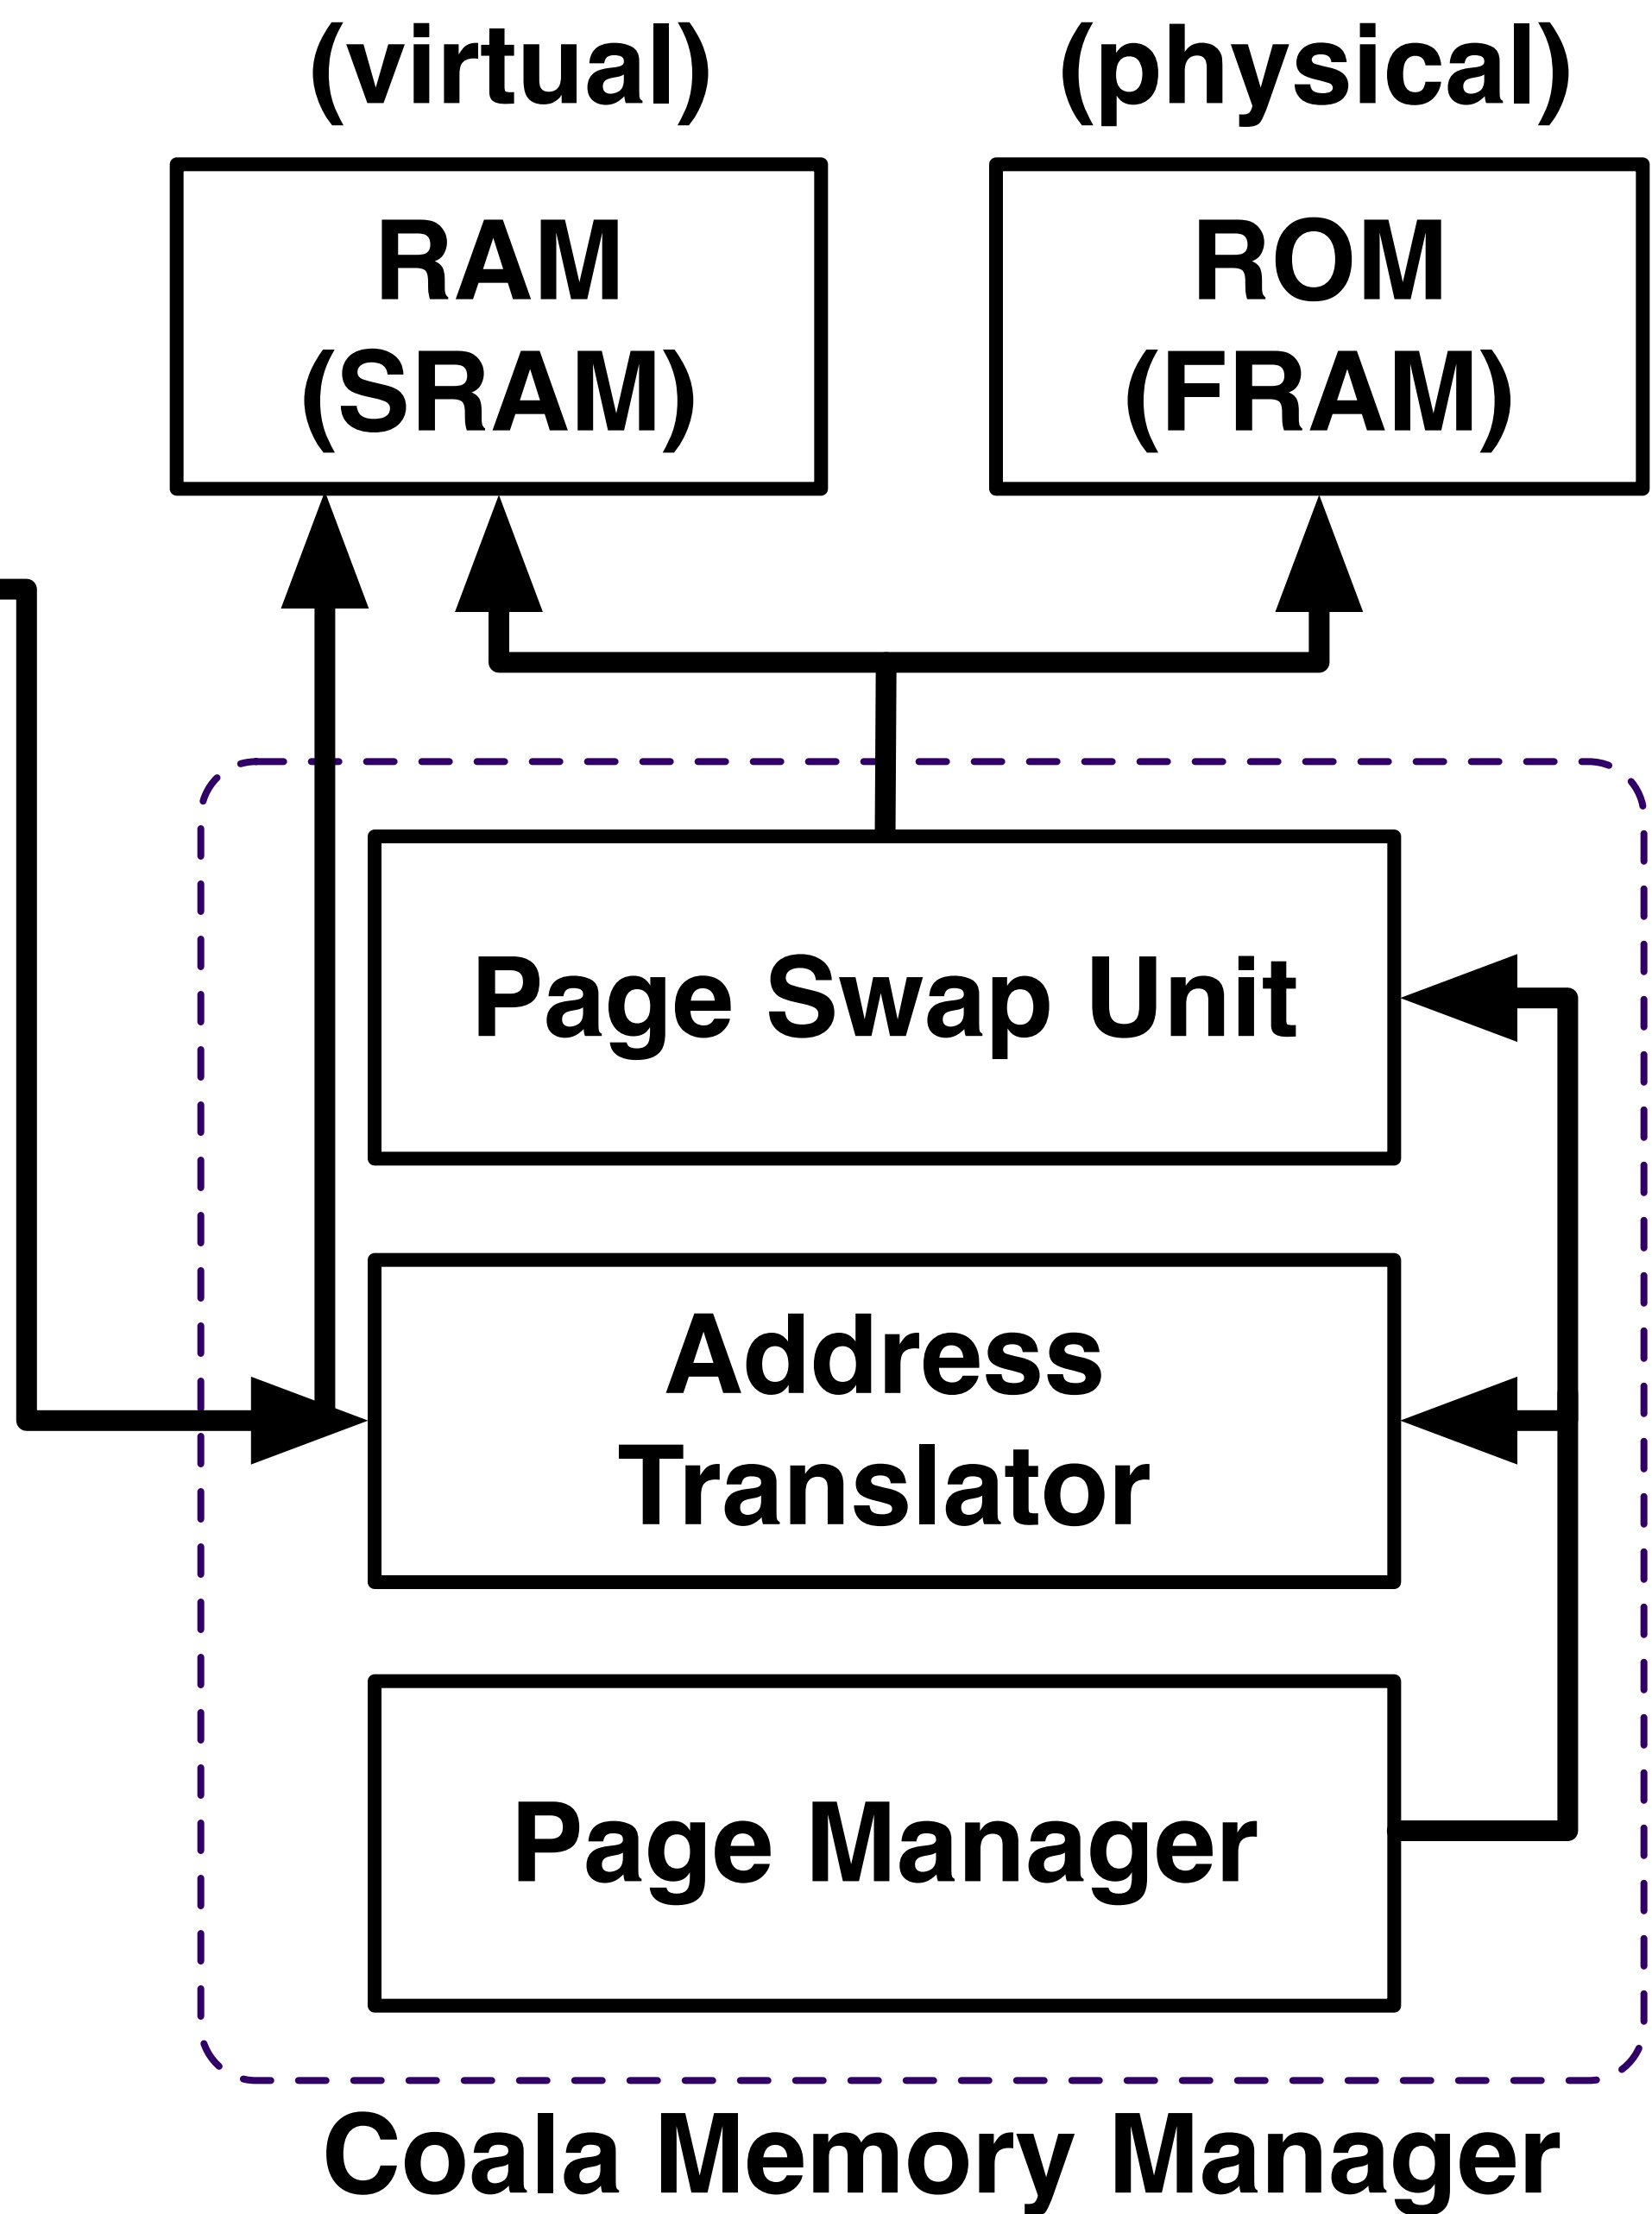 (virtual) (physical)
RAM
(SRAM)
ROM
(FRAM)
Page Swap Unit
Address
Translator
Page Manager
Coala Memory Manager